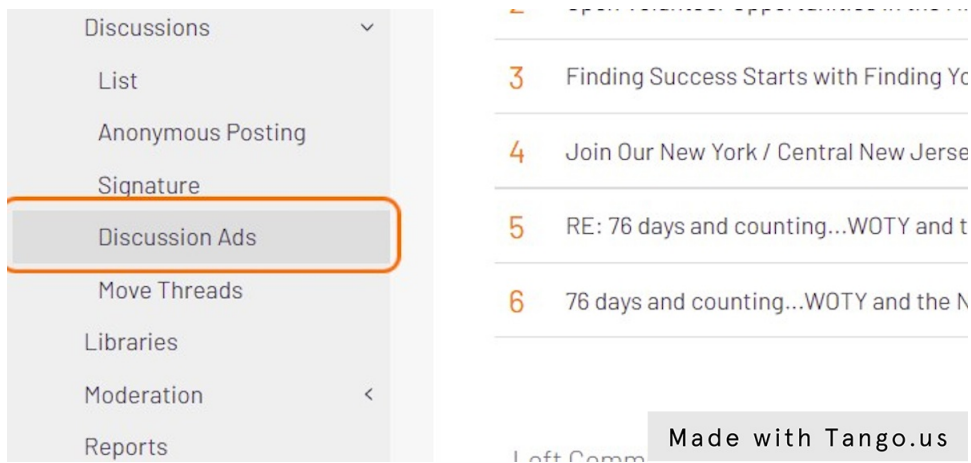 Discussions
List
Anonymous Posting
Signature
Discussion Ads
Move Threads
Libraries
Moderation
Reports
3 Finding Success Starts with Finding
4 Join Our New York / Central New
5 RE: 76 days and counting...WOTY and
6 76 days and counting...WOTY and the
Made with Tango.us